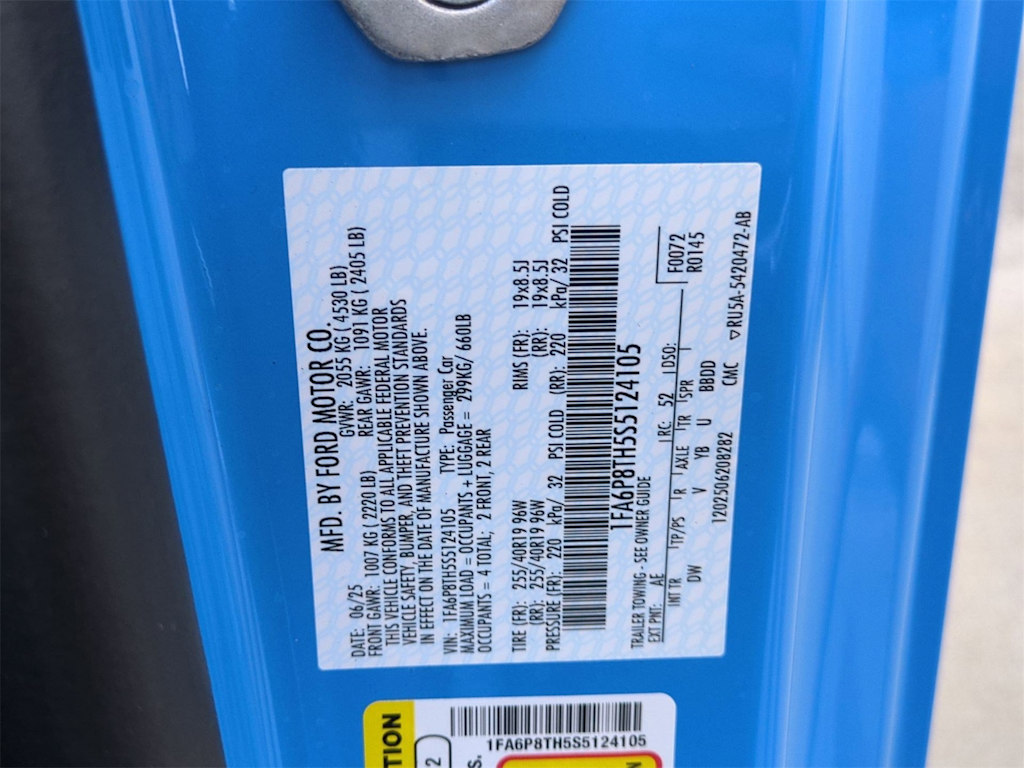 MFD. BY FORD MOTOR CO.
DATE: 06/25 GVWR: 2055 KG ( 4530 LB)
FRONT GAWR: 1007 KG ( 2220 LB) REAR GAWR: 1091 KG ( 2405 LB)
THIS VEHICLE CONFORMS TO ALL APPLICABLE FEDERAL MOTOR
VEHICLE SAFETY, BUMPER, AND THEFT PREVENTION STANDARDS
IN EFFECT ON THE DATE OF MANUFACTURE SHOWN ABOVE.
VIN: 1FA6P8TH5S5124105 TYPE: Passenger Car
MAXIMUM LOAD = OCCUPANTS + LUGGAGE = 299KG/ 660LB
OCCUPANTS = 4 TOTAL; 2 FRONT, 2 REAR
TIRE (FR): 255/40R19 96W RIMS (FR): 19x8.5J
(RR): 255/40R19 96W (RR): 19x8.5J
PRESSURE (FR): 220 kPa/ 32 PSI COLD (RR): 220 kPa/ 32 PSI COLD
1FA6P8TH5S5124105
TRAILER TOWING - SEE OWNER GUIDE
EXT PNT: AE RC: 52 DSO: F0072
R0145
INT TR TP/PS R AXLE TR SPR
DW V YB U BBDD
1202506208282 CMC ▽RU5A-5420472-AB
TION
2
S.
1FA6P8TH5S5124105
N